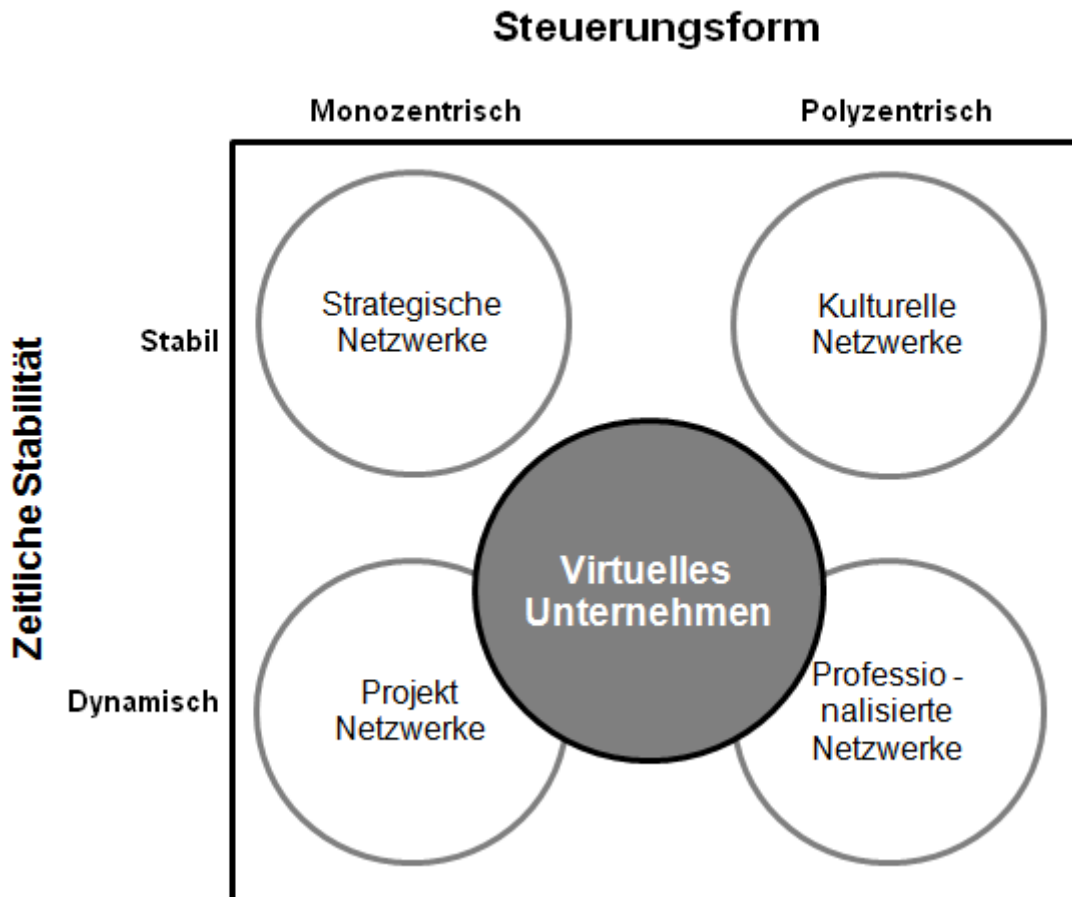 Steuerungsform
Monozentrisch
Polyzentrisch
Zeitliche Stabilität
Stabil
Strategische
Netzwerke
Kulturelle
Netzwerke
Virtuelles
Unternehmen
Dynamisch
Projekt
Netzwerke
Professio -
nalisierte
Netzwerke